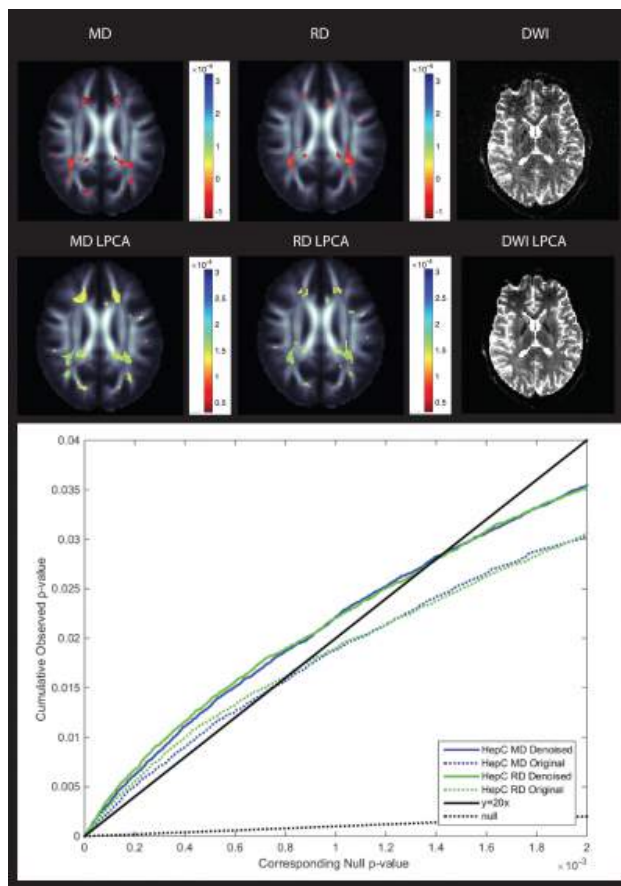 MD RD DWI
×10⁻⁴ ×10⁻⁴
3 3
2 2
1 1
0 0
-1 -1
MD LPCA RD LPCA DWI LPCA
×10⁻⁴ ×10⁻⁴
3 3
2.5 2.5
2 2
1.5 1.5
1 1
0.5 0.5
0.04
0.035
0.03
0.025
0.02
0.015
0.01
0.005
0
Cumulative Observed p-value
HepC MD Denoised
HepC MD Original
HepC RD Denoised
HepC RD Original
y=20x
null
0 0.2 0.4 0.6 0.8 1 1.2 1.4 1.6 1.8 2
Corresponding Null p-value
×10⁻³